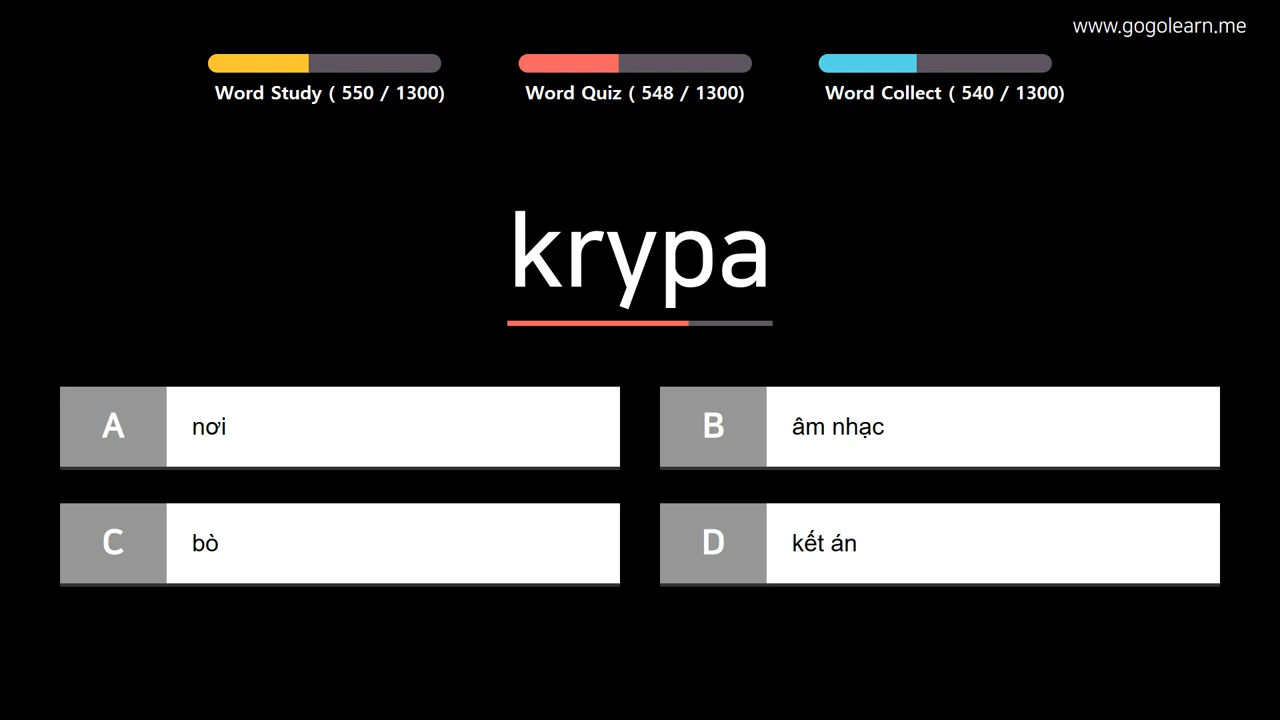 www.gogolearn.me
Word Study ( 550 / 1300)
Word Quiz ( 548 / 1300)
Word Collect ( 540 / 1300)
krypa
A nơi
B âm nhạc
C bò
D kết án